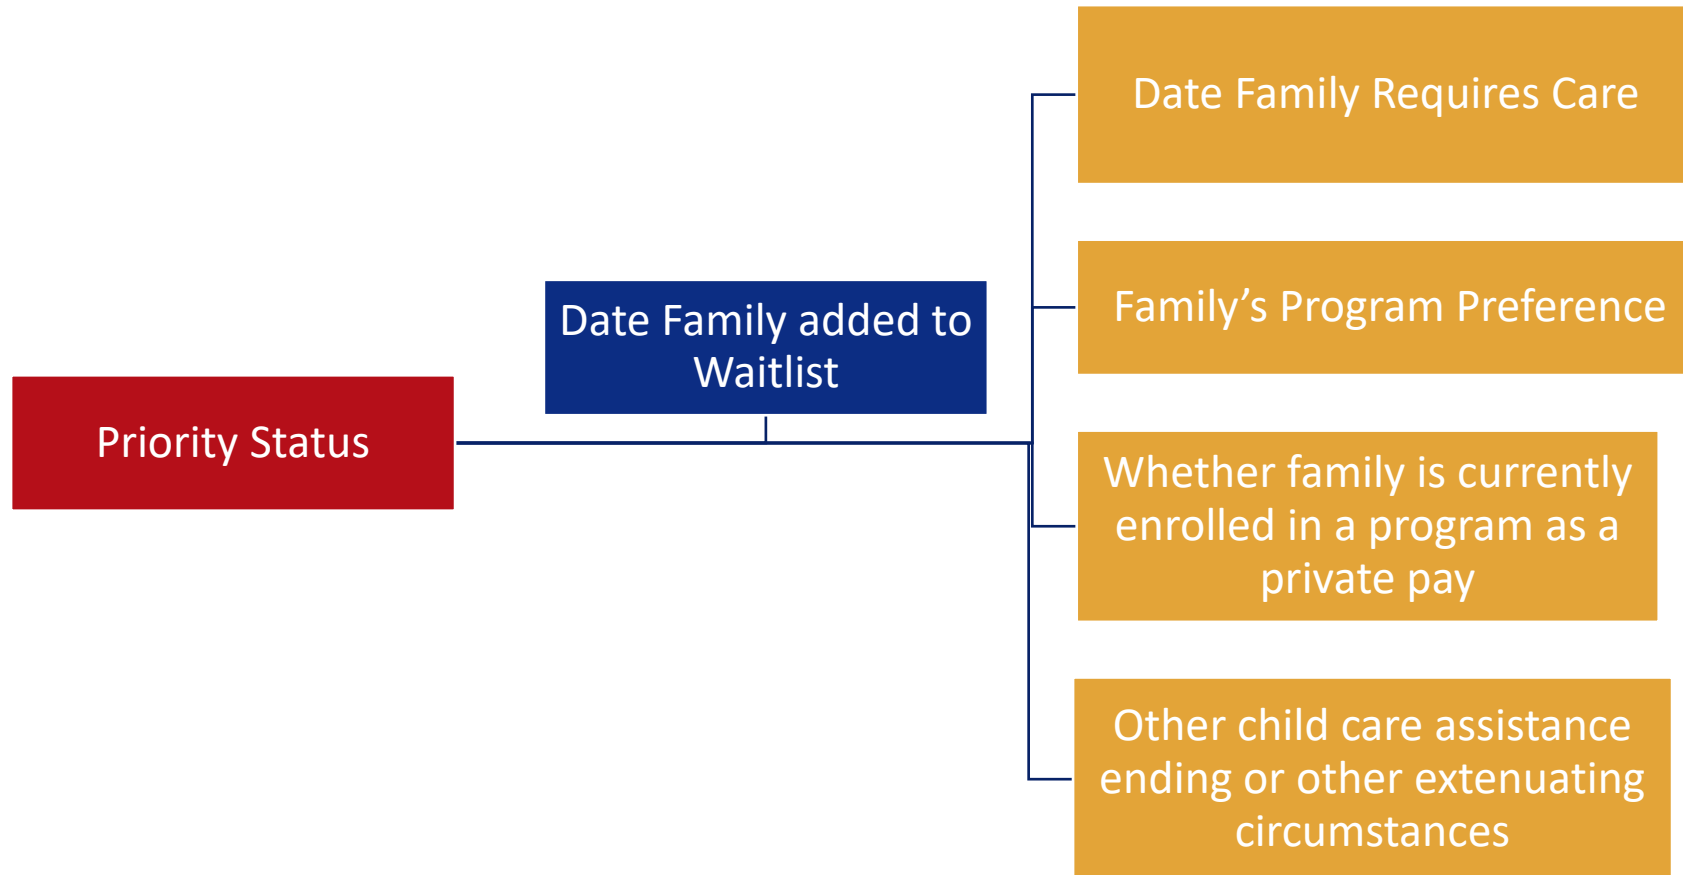 Priority Status
Date Family added to
Waitlist
Date Family Requires Care
Family’s Program Preference
Whether family is currently
enrolled in a program as a
private pay
Other child care assistance
ending or other extenuating
circumstances